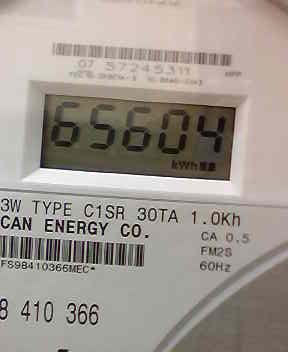 07 57245311 MPP
65604
kWh
3W TYPE C1SR 30TA 1.0Kh
CAN ENERGY CO.
CA 0.5
FM2S
60Hz
FS98410366MEC*
8 410 366